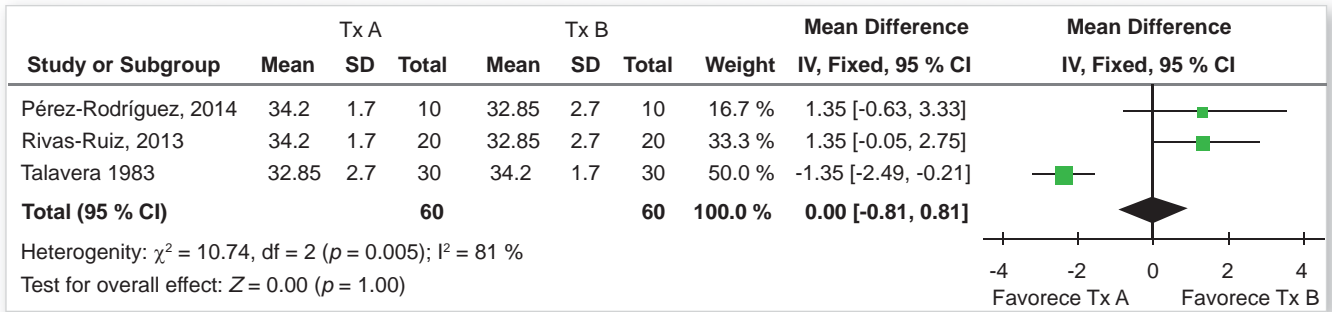 Tx A Tx B Mean Difference Mean Difference
Study or Subgroup Mean SD Total Mean SD Total Weight IV, Fixed, 95 % CI IV, Fixed, 95 % CI
Pérez-Rodríguez, 2014 34.2 1.7 10 32.85 2.7 10 16.7 % 1.35 [-0.63, 3.33]
Rivas-Ruiz, 2013 34.2 1.7 20 32.85 2.7 20 33.3 % 1.35 [-0.05, 2.75]
Talavera 1983 32.85 2.7 30 34.2 1.7 30 50.0 % -1.35 [-2.49, -0.21]
Total (95 % CI) 60 60 100.0 % 0.00 [-0.81, 0.81]
Heterogenity: χ² = 10.74, df = 2 (p = 0.005); I² = 81 %
Test for overall effect: Z = 0.00 (p = 1.00)
-4 -2 0 2 4
Favorece Tx A Favorece Tx B